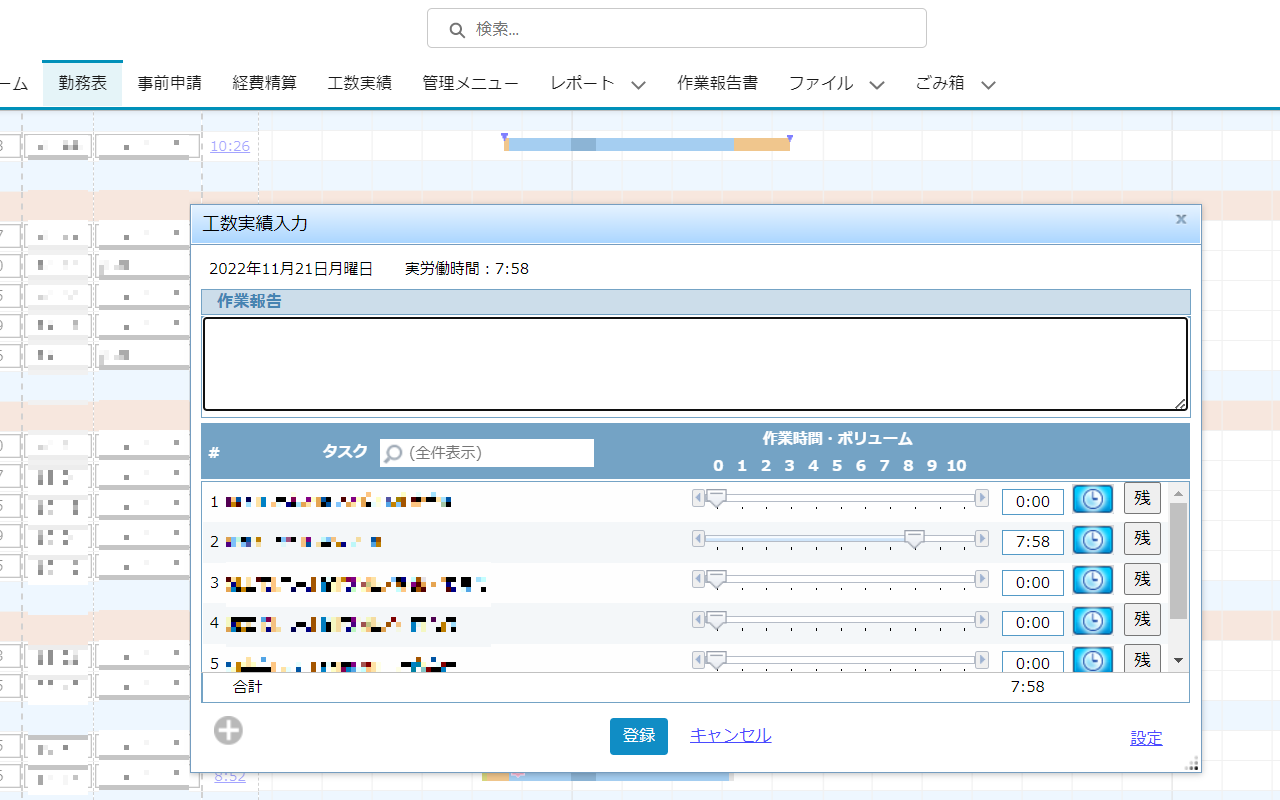 検索...
ーム 勤務表 事前申請 経費精算 工数実績 管理メニュー レポート 作業報告書 ファイル ごみ箱
10:26
工数実績入力
2022年11月21日月曜日 実労働時間：7:58
作業報告
# タスク (全件表示) 作業時間・ボリューム
0 1 2 3 4 5 6 7 8 9 10
1 0:00 残
2 7:58 残
3 0:00 残
4 0:00 残
5 0:00 残
合計 7:58
登録 キャンセル 設定
8:52